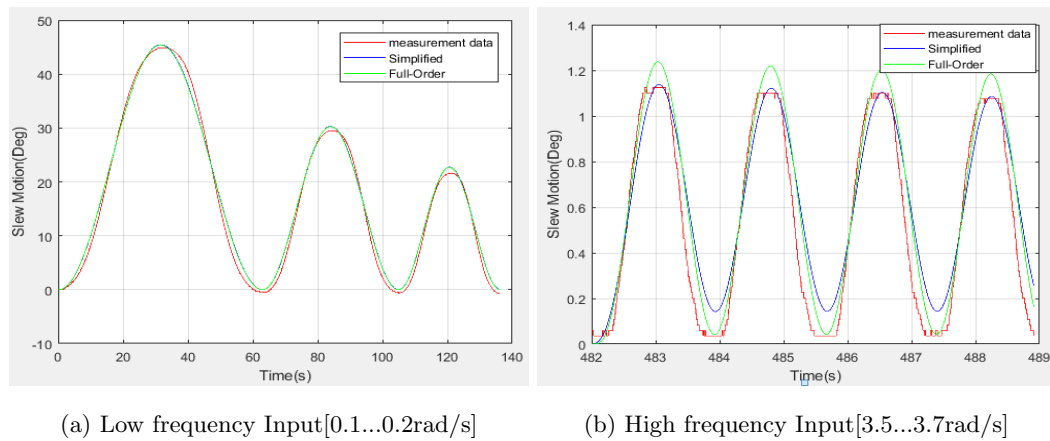 50
40
30
20
10
0
-10
0 20 40 60 80 100 120 140
Slew Motion(Deg)
Time(s)
measurement data
Simplified
Full-Order
1.4
1.2
1
0.8
0.6
0.4
0.2
0
482 483 484 485 486 487 488 489
Slew Motion(Deg)
Time(s)
measurement data
Simplified
Full-Order
(a) Low frequency Input[0.1...0.2rad/s]
(b) High frequency Input[3.5...3.7rad/s]